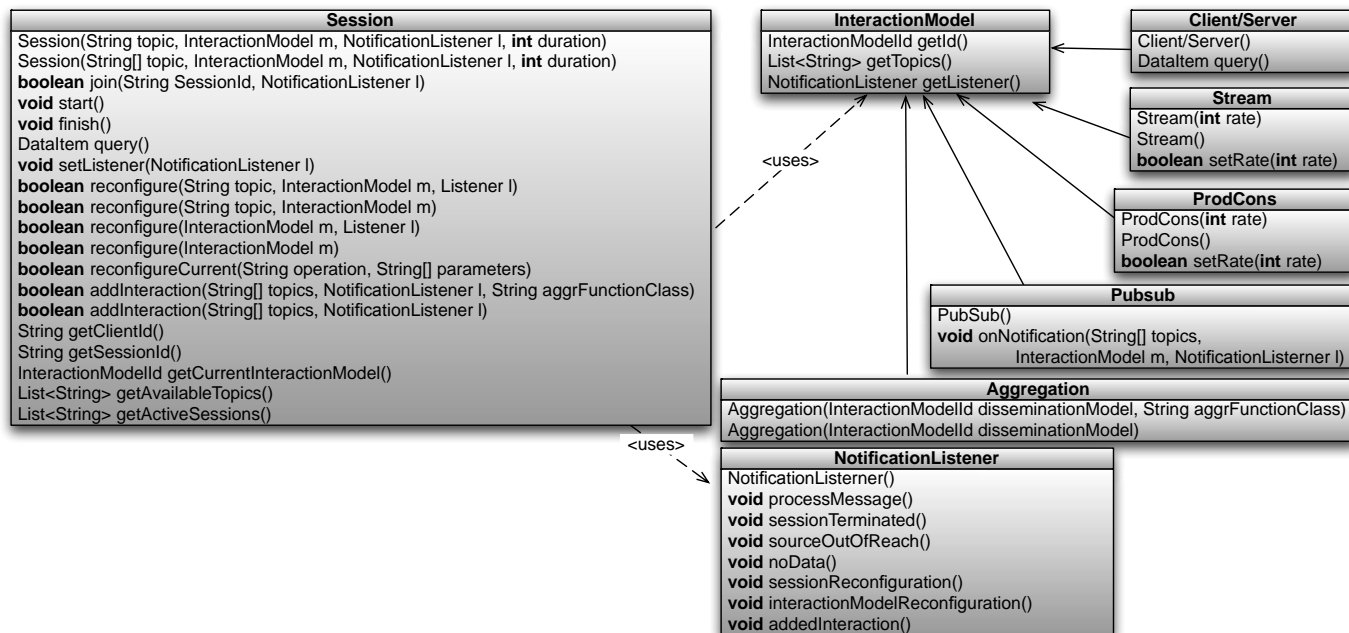 Session
Session(String topic, InteractionModel m, NotificationListener l, int duration)
Session(String[] topic, InteractionModel m, NotificationListener l, int duration)
boolean join(String SessionId, NotificationListener l)
void start()
void finish()
DataItem query()
void setListener(NotificationListener l)
boolean reconfigure(String topic, InteractionModel m, Listener l)
boolean reconfigure(String topic, InteractionModel m)
boolean reconfigure(InteractionModel m, Listener l)
boolean reconfigure(InteractionModel m)
boolean reconfigureCurrent(String operation, String[] parameters)
boolean addInteraction(String[] topics, NotificationListener l, String aggrFunctionClass)
boolean addInteraction(String[] topics, NotificationListener l)
String getClientId()
String getSessionId()
InteractionModelId getCurrentInteractionModel()
List<String> getAvailableTopics()
List<String> getActiveSessions()
<uses>
<uses>
InteractionModel
InteractionModelId getId()
List<String> getTopics()
NotificationListener getListener()
Client/Server
Client/Server()
DataItem query()
Stream
Stream(int rate)
Stream()
boolean setRate(int rate)
ProdCons
ProdCons(int rate)
ProdCons()
boolean setRate(int rate)
Pubsub
PubSub()
void onNotification(String[] topics,
InteractionModel m, NotificationListerner l)
Aggregation
Aggregation(InteractionModelId disseminationModel, String aggrFunctionClass)
Aggregation(InteractionModelId disseminationModel)
NotificationListener
NotificationListerner()
void processMessage()
void sessionTerminated()
void sourceOutOfReach()
void noData()
void sessionReconfiguration()
void interactionModelReconfiguration()
void addedInteraction()